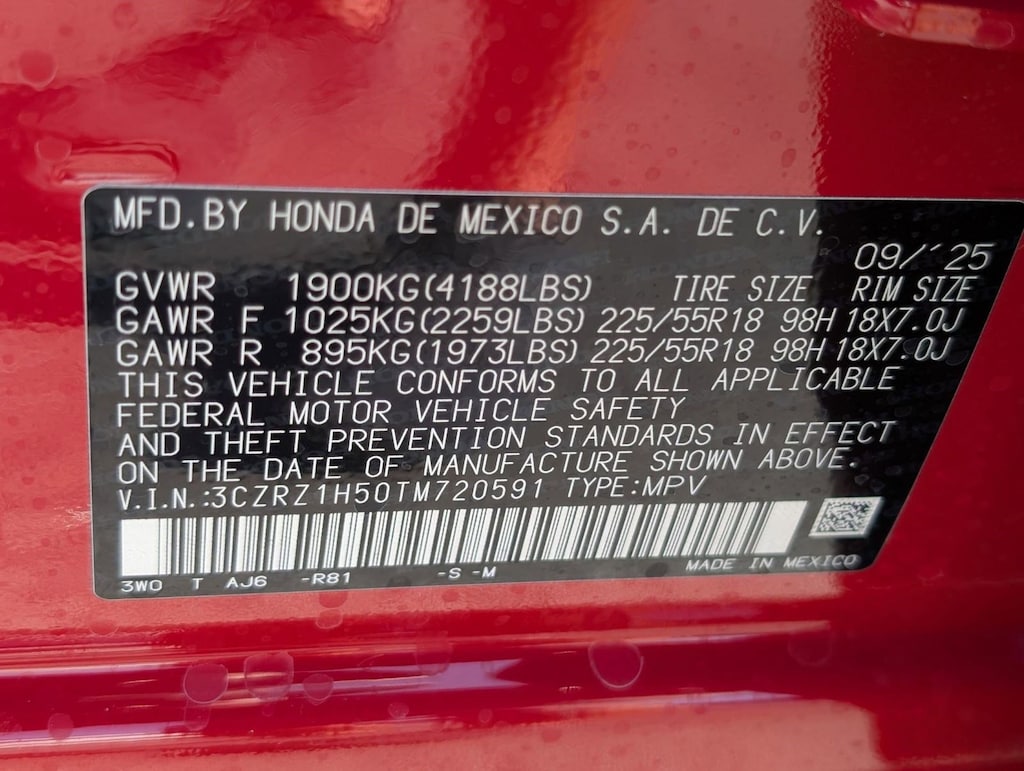 MFD.BY HONDA DE MEXICO S.A. DE C.V.
09/´25
GVWR 1900KG(4188LBS) TIRE SIZE RIM SIZE
GAWR F 1025KG(2259LBS) 225/55R18 98H 18X7.0J
GAWR R 895KG(1973LBS) 225/55R18 98H 18X7.0J
THIS VEHICLE CONFORMS TO ALL APPLICABLE
FEDERAL MOTOR VEHICLE SAFETY
AND THEFT PREVENTION STANDARDS IN EFFECT
ON THE DATE OF MANUFACTURE SHOWN ABOVE.
V.I.N.:3CZRZ1H50TM720591 TYPE:MPV
3W0 T AJ6 -R81 -S -M MADE IN MEXICO